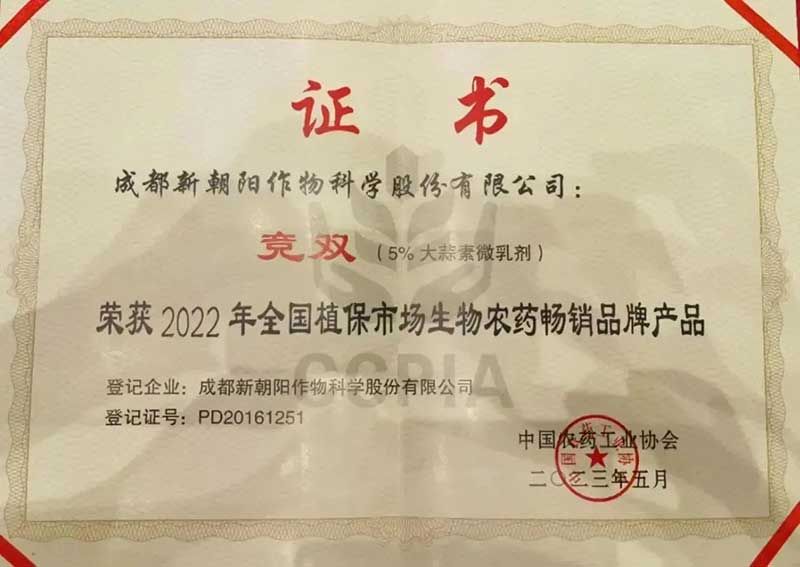 证书
成都新朝阳作物科学股份有限公司：
竞双（5%大蒜素微乳剂）
荣获2022年全国植保市场生物农药畅销品牌产品
CCPIA
登记企业：成都新朝阳作物科学股份有限公司
登记证号：PD20161251
中国农药工业协会
二〇二三年五月